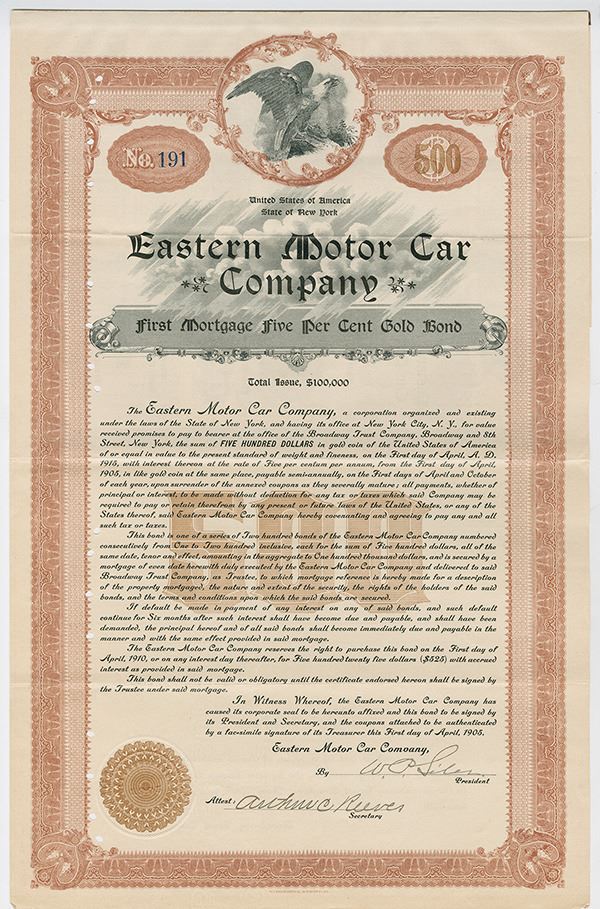 No. 191
500
United States of America
State of New York
Eastern Motor Car
Company
First Mortgage Five Per Cent Gold Bond
Total Issue, $100,000
The Eastern Motor Car Company, a corporation organized and existing
under the laws of the State of New York, and having its office at New York City, N. Y., for value
received promises to pay to bearer at the office of the Broadway Trust Company, Broadway and 8th
Street, New York, the sum of FIVE HUNDRED DOLLARS in gold coin of the United States of America
of or equal in value to the present standard of weight and fineness, on the First day of April, A. D.
1915, with interest thereon at the rate of Five per centum per annum, from the First day of April,
1905, in like gold coin at the same place, payable semi-annually, on the First days of April and October
of each year, upon surrender of the annexed coupons as they severally mature; all payments, whether of
principal or interest, to be made without deduction for any tax or taxes which said Company may be
required to pay or retain therefrom by any present or future laws of the United States, or any of the
States thereof, said Eastern Motor Car Company hereby covenanting and agreeing to pay any and all
such tax or taxes.
This bond is one of a series of Two hundred bonds of the Eastern Motor Car Company numbered
consecutively from One to Two hundred inclusive, each for the sum of Five hundred dollars, all of the
same date, tenor and effect, amounting in the aggregate to One hundred thousand dollars, and is secured by a
mortgage of even date herewith duly executed by the Eastern Motor Car Company and delivered to said
Broadway Trust Company, as Trustee, to which mortgage reference is hereby made for a description
of the property mortgaged, the nature and extent of the security, the rights of the holders of the said
bonds, and the terms and conditions upon which the said bonds are secured.
If default be made in payment of any interest on any of said bonds, and such default
continue for Six months after such interest shall have become due and payable, and shall have been
demanded, the principal hereof and of all said bonds shall become immediately due and payable in the
manner and with the same effect provided in said mortgage.
The Eastern Motor Car Company reserves the right to purchase this bond on the First day of
April, 1910, or on any interest day thereafter, for Five hundred twenty five dollars ($525) with accrued
interest as provided in said mortgage.
This bond shall not be valid or obligatory until the certificate endorsed hereon shall be signed by
the Trustee under said mortgage.
In Witness Whereof, the Eastern Motor Car Company has
caused its corporate seal to be hereunto affixed and this bond to be signed by
its President and Secretary, and the coupons attached to be authenticated
by a fac-simile signature of its Treasurer this First day of April, 1905.
Eastern Motor Car Company,
By
President
Attest: Arthur C. Reeves
Secretary